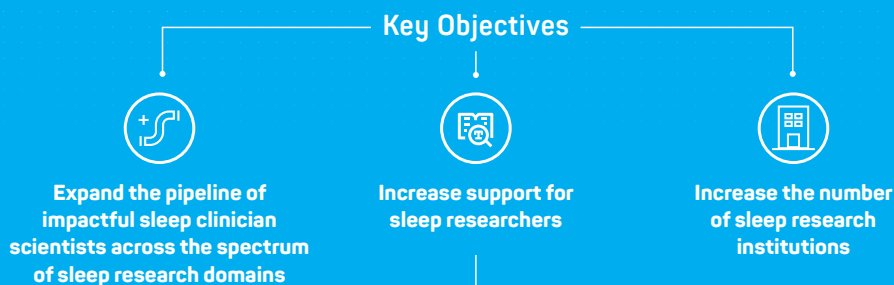 Key Objectives
Expand the pipeline of
impactful sleep clinician
scientists across the spectrum
of sleep research domains
Increase support for
sleep researchers
Increase the number
of sleep research
institutions